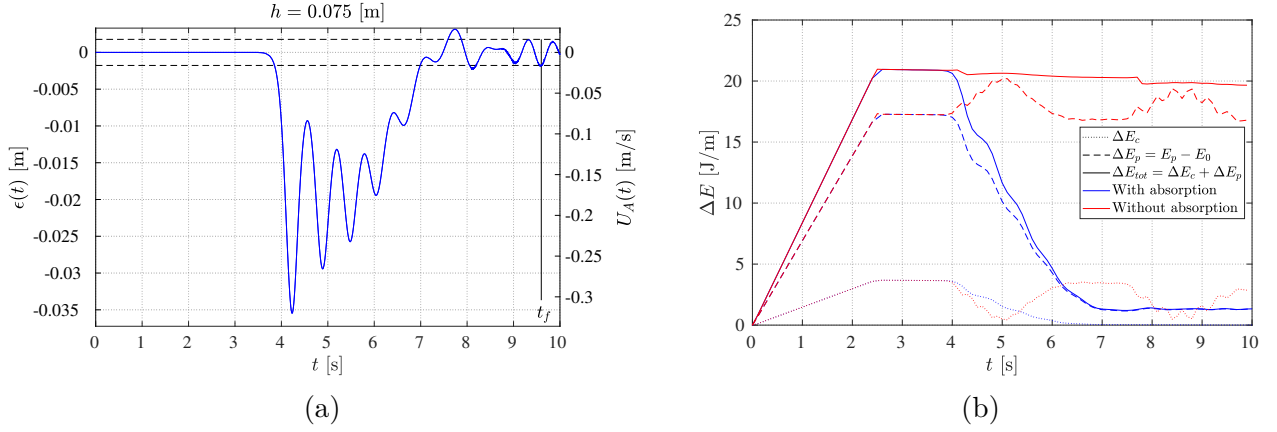 h = 0.075 [m]
0
-0.005
-0.01
-0.015
-0.02
-0.025
-0.03
-0.035
ϵ(t) [m]
0
-0.05
-0.1
-0.15
-0.2
-0.25
-0.3
U_A(t) [m/s]
t_f
0 1 2 3 4 5 6 7 8 9 10
t [s]
(a)
25
20
15
10
5
0
ΔE [J/m]
ΔE_c
ΔE_p = E_p − E_0
ΔE_{tot} = ΔE_c + ΔE_p
With absorption
Without absorption
0 1 2 3 4 5 6 7 8 9 10
t [s]
(b)